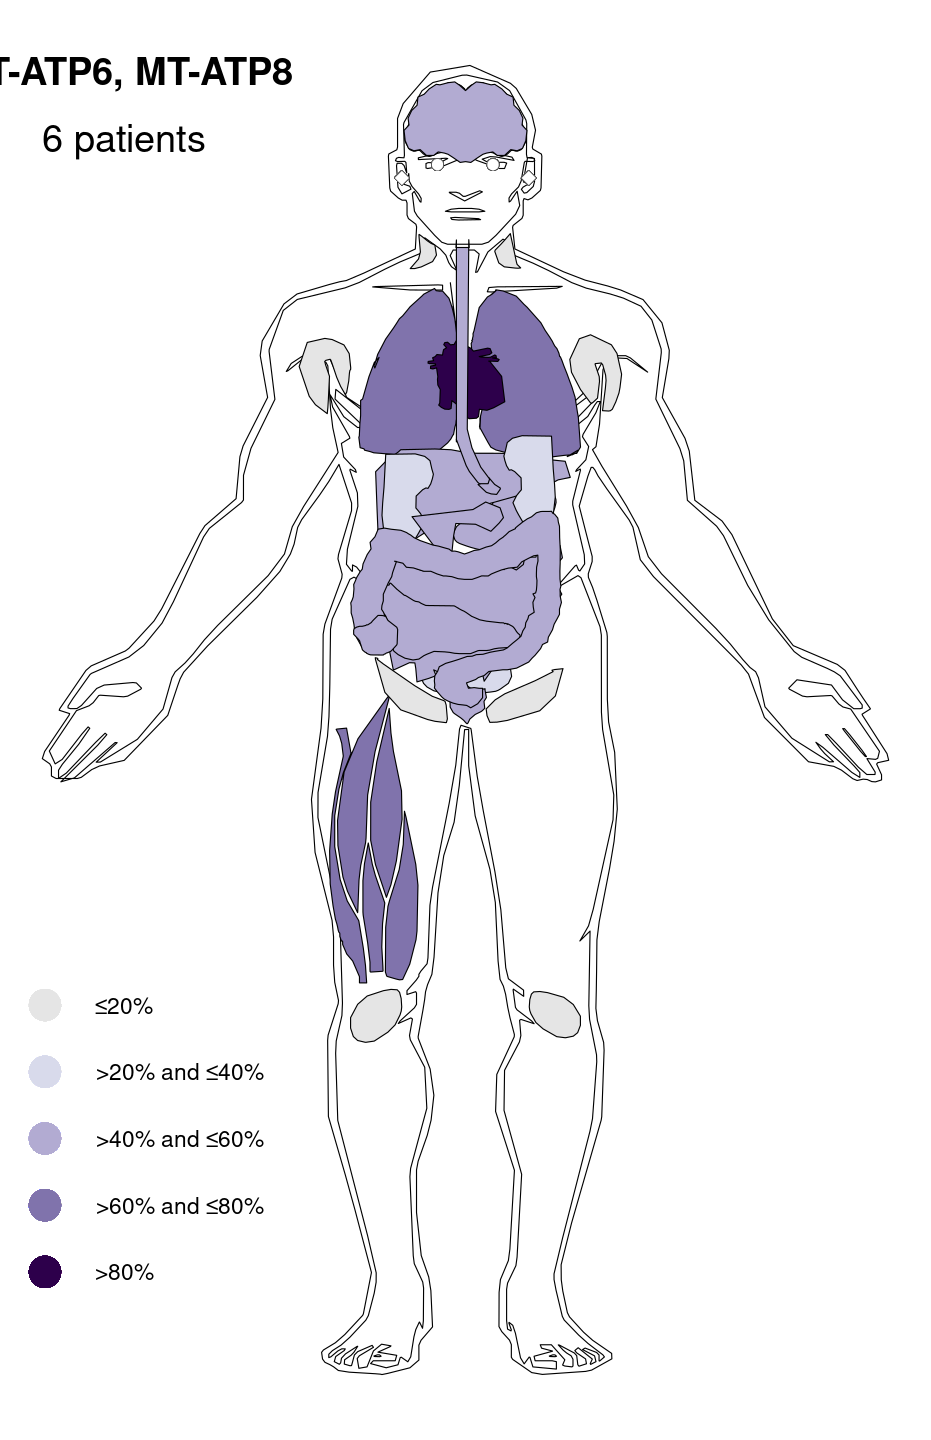 T-ATP6, MT-ATP8
6 patients
≤20%
>20% and ≤40%
>40% and ≤60%
>60% and ≤80%
>80%